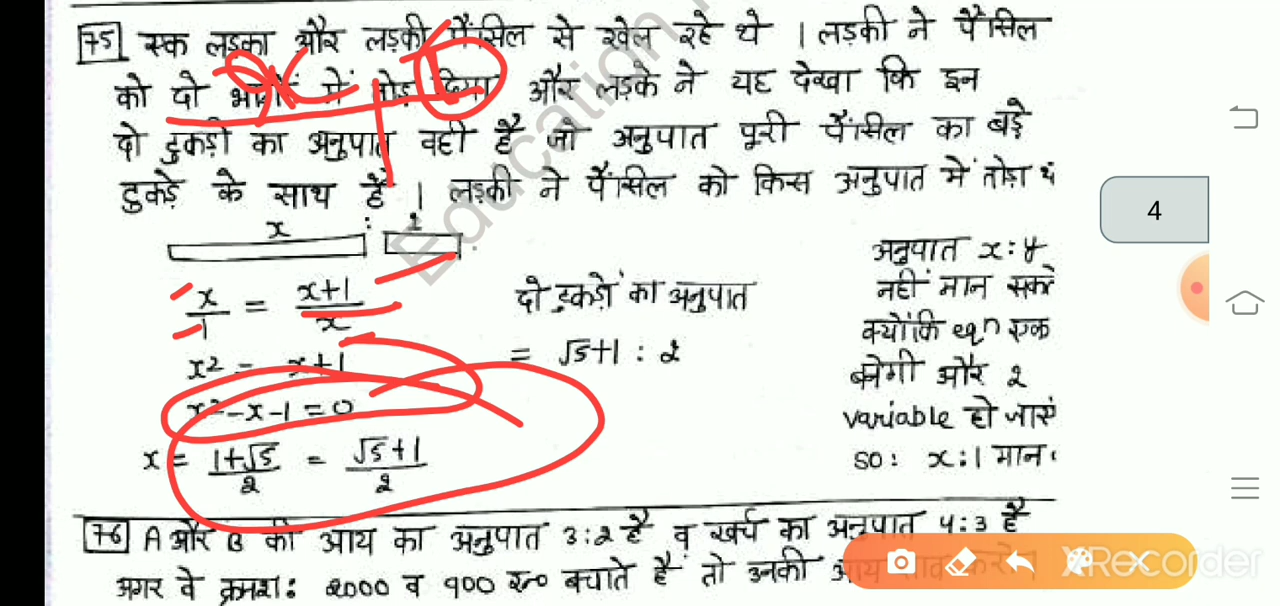 75 एक लड़का और लड़की पैंसिल से खेल रहे थे । लड़की ने पैंसिल
को दो भागों में तोड़ दिया और लड़के ने यह देखा कि इन
दो टुकड़ों का अनुपात वही है जो अनुपात पूरी पैंसिल का बड़े
टुकड़े के साथ है । लड़की ने पैंसिल को किस अनुपात में तोड़ा
x : 1
x/1 = x+1/x
x² = x+1
x²-x-1=0
x = 1+√5/2 = √5+1/2
दो टुकड़ों का अनुपात
= √5+1 : 2
अनुपात x:y
नहीं मान सकते
क्योंकि eqn एक
बनेगी और 2
variable हो जाएं
so: x:1 मान
76 A और B की आय का अनुपात 3:2 है व खर्च का अनुपात 4:3 है
अगर वे क्रमश: 2000 व 900 रु० बचाते हैं तो उनकी
Education
4
XRecorder